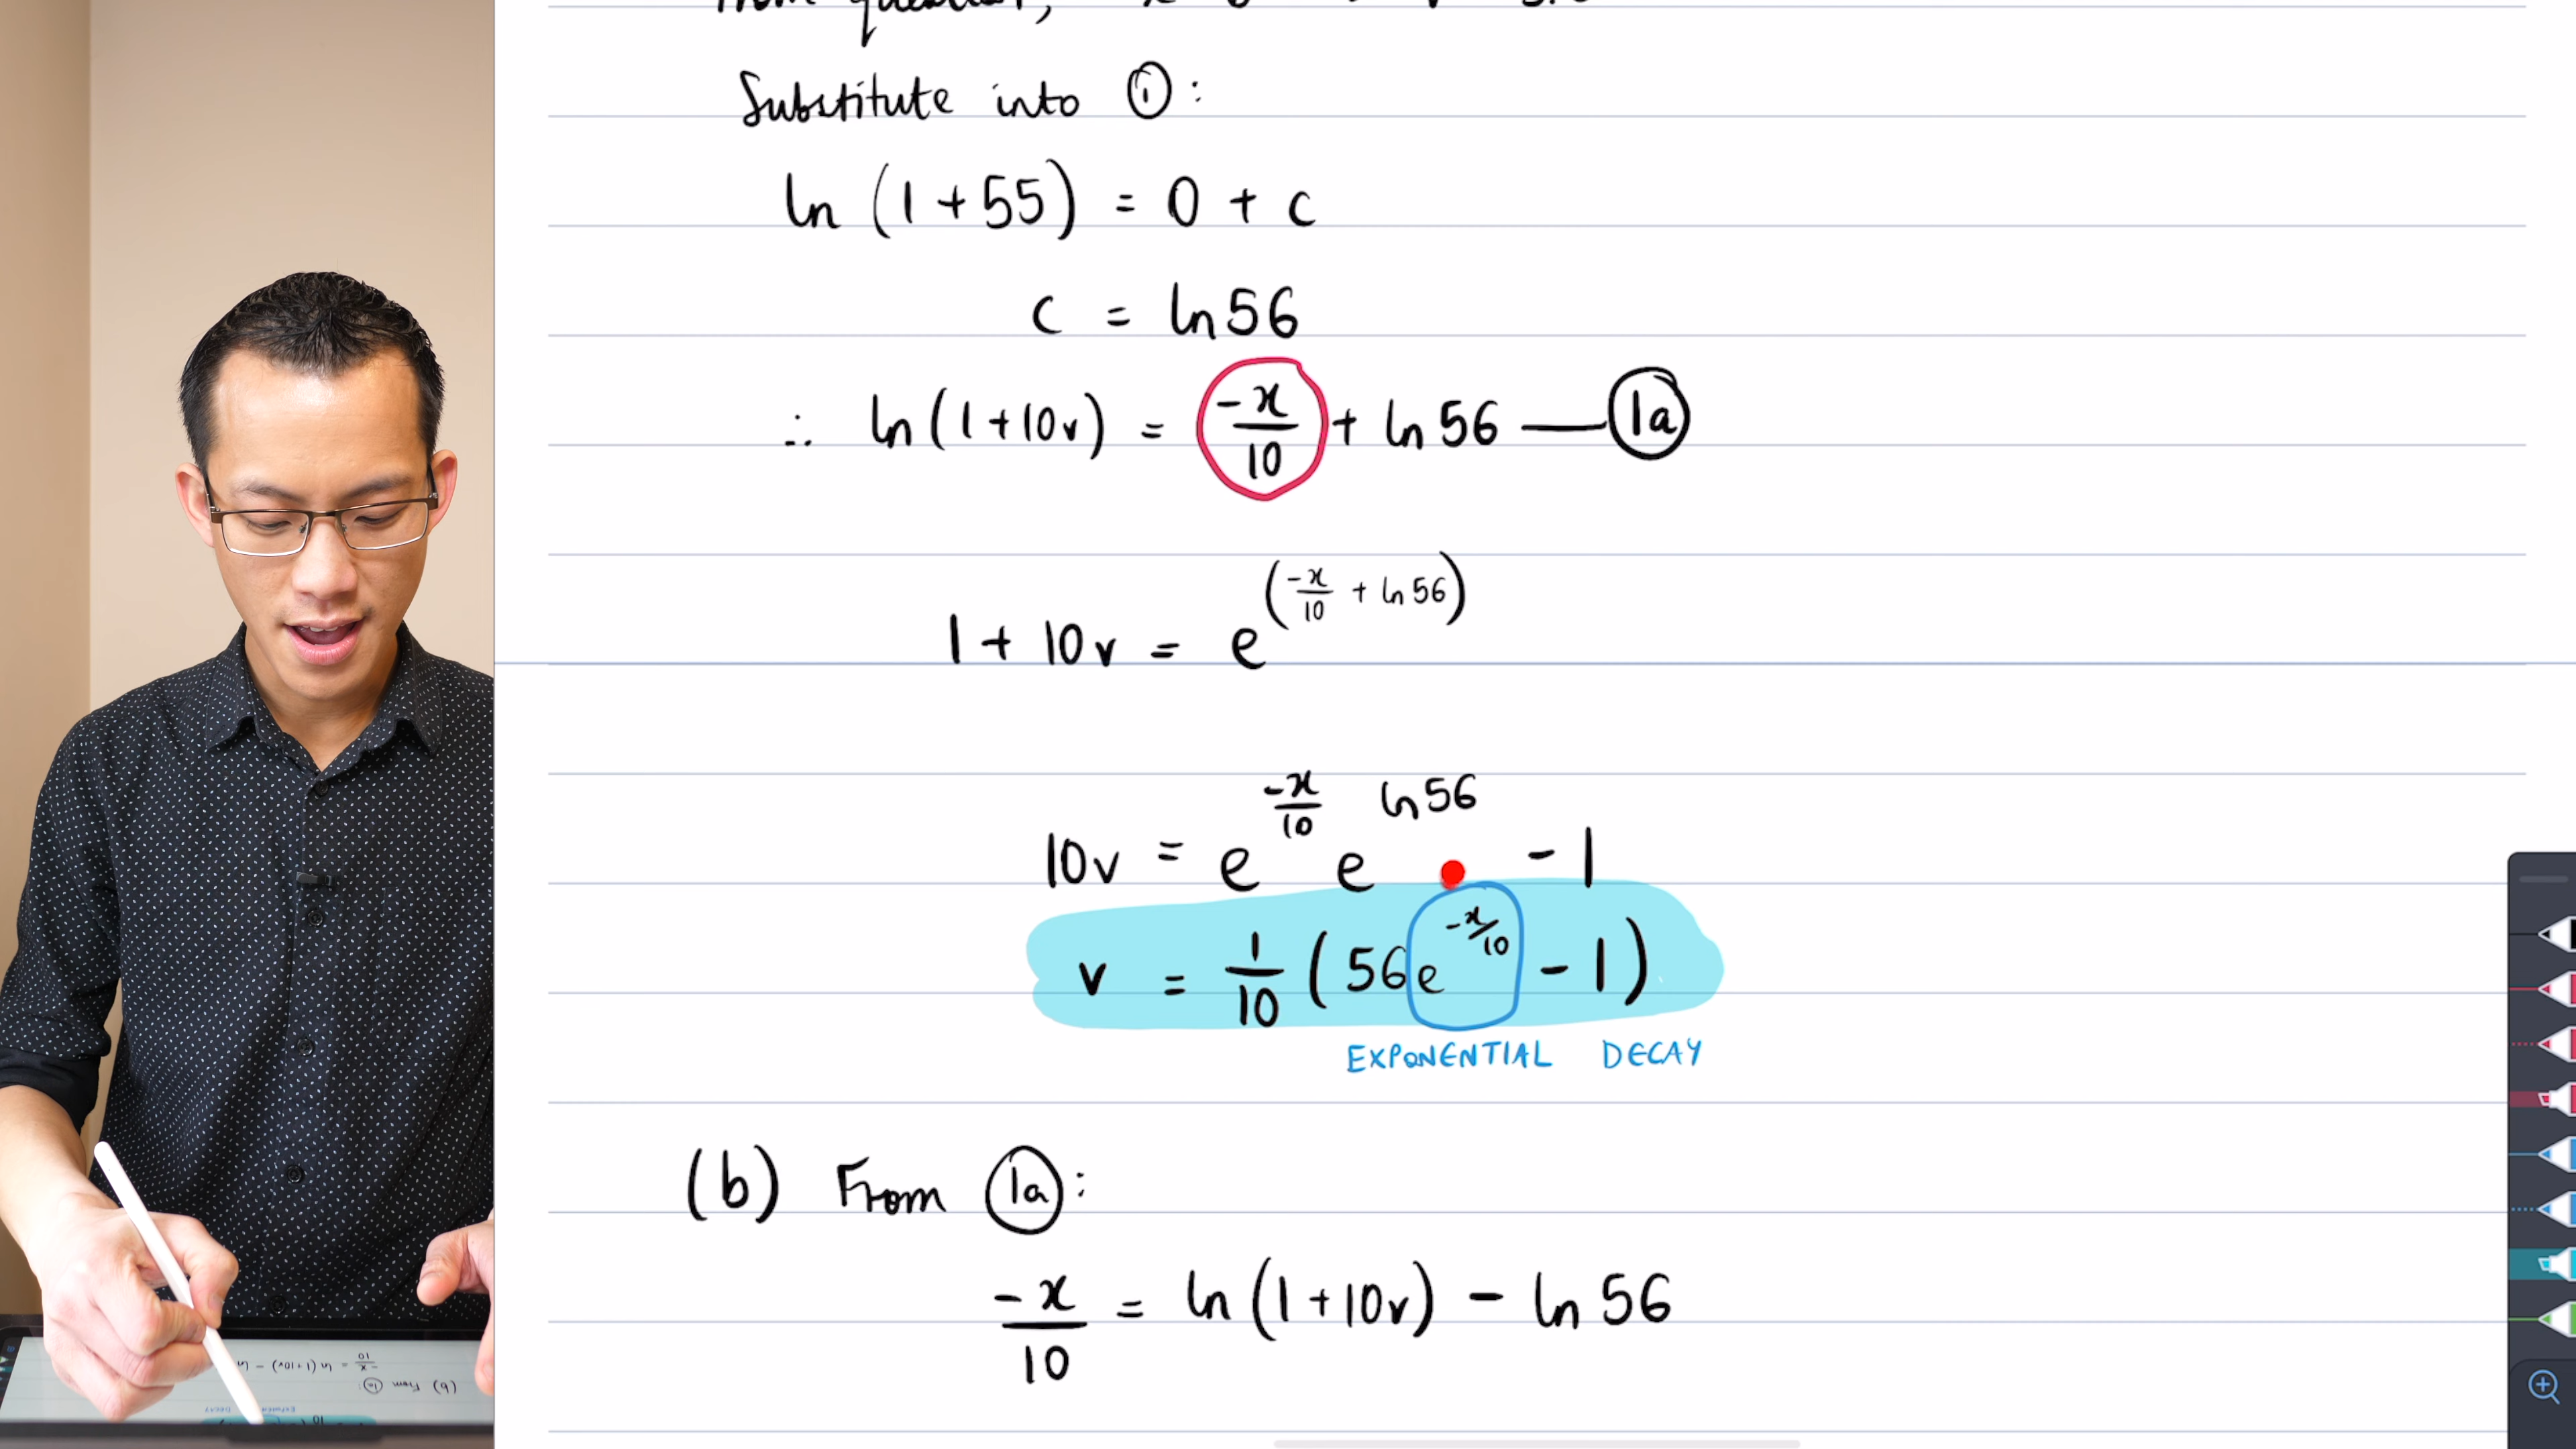 Substitute into ①:
ln (1 + 55) = 0 + c
c = ln 56
∴ ln (1 + 10v) = -x/10 + ln 56 — (1a)
1 + 10v = e^(-x/10 + ln 56)
10v = e^(-x/10) e^(ln 56) - 1
v = 1/10 (56e^(-x/10) - 1)
EXPONENTIAL DECAY
(b) From (1a):
-x/10 = ln (1 + 10v) - ln 56